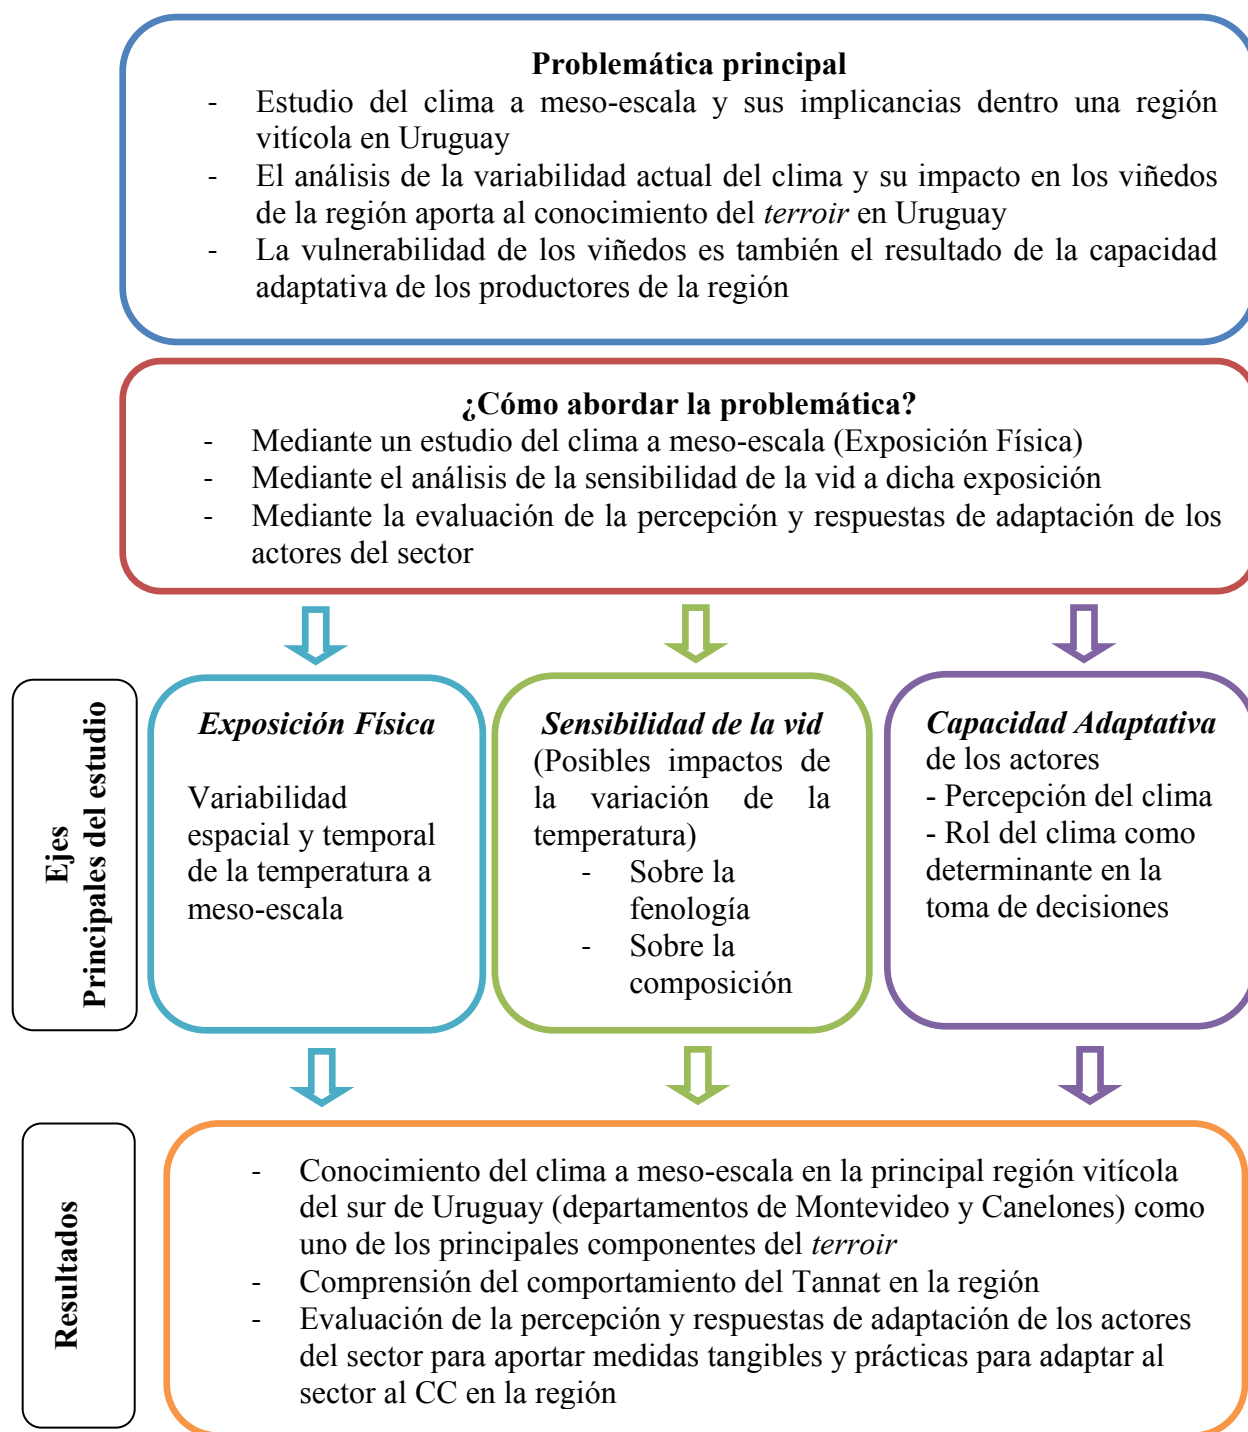 Problemática principal
- Estudio del clima a meso-escala y sus implicancias dentro una región
vitícola en Uruguay
- El análisis de la variabilidad actual del clima y su impacto en los viñedos
de la región aporta al conocimiento del terroir en Uruguay
- La vulnerabilidad de los viñedos es también el resultado de la capacidad
adaptativa de los productores de la región
¿Cómo abordar la problemática?
- Mediante un estudio del clima a meso-escala (Exposición Física)
- Mediante el análisis de la sensibilidad de la vid a dicha exposición
- Mediante la evaluación de la percepción y respuestas de adaptación de los
actores del sector
Ejes
Principales del estudio
Exposición Física
Variabilidad
espacial y temporal
de la temperatura a
meso-escala
Sensibilidad de la vid
(Posibles impactos de
la variación de la
temperatura)
- Sobre la
fenología
- Sobre la
composición
Capacidad Adaptativa
de los actores
- Percepción del clima
- Rol del clima como
determinante en la
toma de decisiones
Resultados
- Conocimiento del clima a meso-escala en la principal región vitícola
del sur de Uruguay (departamentos de Montevideo y Canelones) como
uno de los principales componentes del terroir
- Comprensión del comportamiento del Tannat en la región
- Evaluación de la percepción y respuestas de adaptación de los actores
del sector para aportar medidas tangibles y prácticas para adaptar al
sector al CC en la región